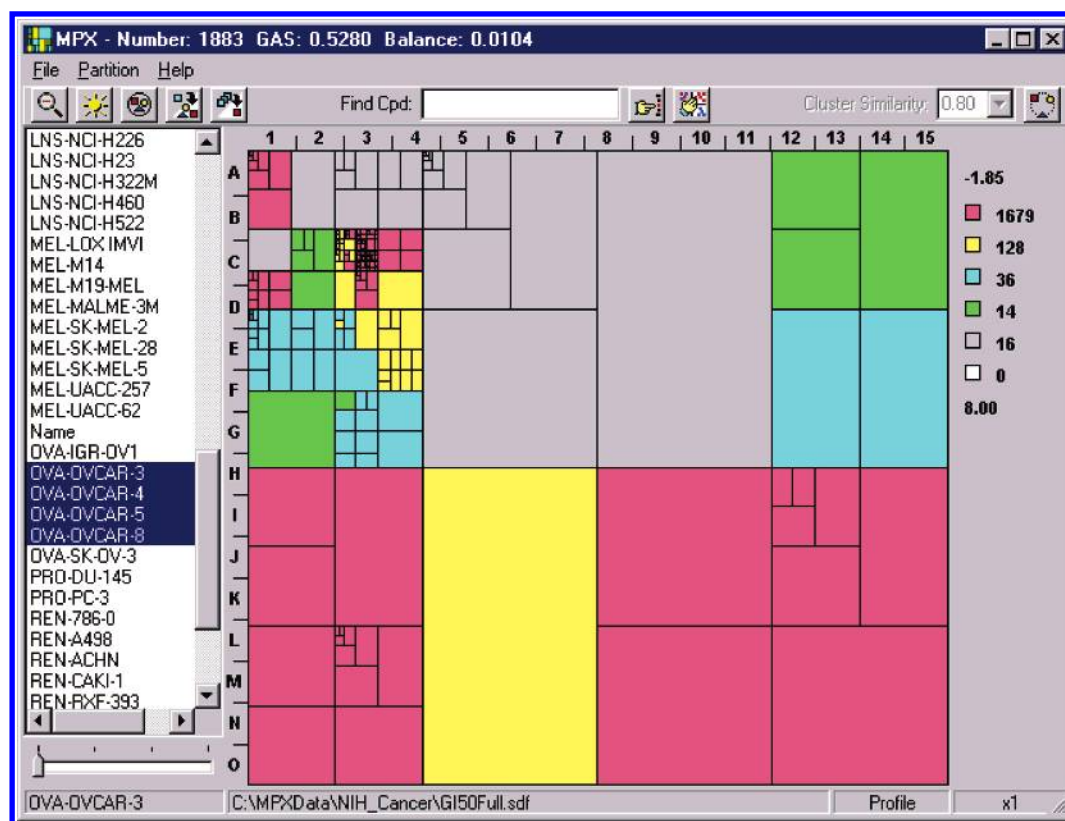 MPX - Number: 1883 GAS: 0.5280 Balance: 0.0104
File Partition Help
Find Cpd:
Cluster Similarity: 0.80
LNS-NCI-H226
LNS-NCI-H23
LNS-NCI-H322M
LNS-NCI-H460
LNS-NCI-H522
MEL-LOX IMVI
MEL-M14
MEL-M19-MEL
MEL-MALME-3M
MEL-SK-MEL-2
MEL-SK-MEL-28
MEL-SK-MEL-5
MEL-UACC-257
MEL-UACC-62
Name
OVA-IGR-OV1
OVA-OVCAR-3
OVA-OVCAR-4
OVA-OVCAR-5
OVA-OVCAR-8
OVA-SK-OV-3
PRO-DU-145
PRO-PC-3
REN-786-0
REN-A498
REN-ACHN
REN-CAKI-1
REN-RXF-393
1 2 3 4 5 6 7 8 9 10 11 12 13 14 15
A
B
C
D
E
F
G
H
I
J
K
L
M
N
O
-1.85
1679
128
36
14
16
0
8.00
OVA-OVCAR-3
C:\MPXData\NIH_Cancer\GI50Full.sdf
Profile
x1